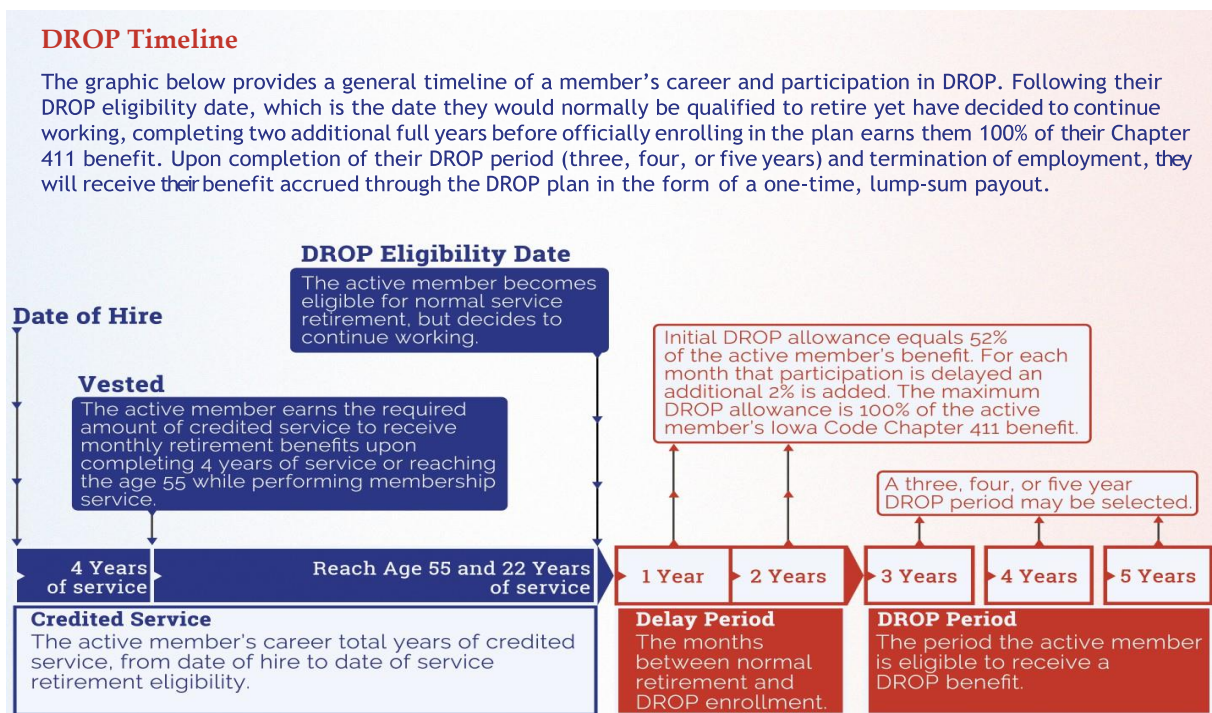 DROP Timeline
The graphic below provides a general timeline of a member’s career and participation in DROP. Following their
DROP eligibility date, which is the date they would normally be qualified to retire yet have decided to continue
working, completing two additional full years before officially enrolling in the plan earns them 100% of their Chapter
411 benefit. Upon completion of their DROP period (three, four, or five years) and termination of employment, they
will receive their benefit accrued through the DROP plan in the form of a one-time, lump-sum payout.
DROP Eligibility Date
The active member becomes
eligible for normal service
retirement, but decides to
continue working.
Date of Hire
Vested
The active member earns the required
amount of credited service to receive
monthly retirement benefits upon
completing 4 years of service or reaching
the age 55 while performing membership
service.
Initial DROP allowance equals 52%
of the active member's benefit. For each
month that participation is delayed an
additional 2% is added. The maximum
DROP allowance is 100% of the active
member's Iowa Code Chapter 411 benefit.
A three, four, or five year
DROP period may be selected.
4 Years
of service
Reach Age 55 and 22 Years
of service
1 Year
2 Years
3 Years
4 Years
5 Years
Credited Service
The active member's career total years of credited
service, from date of hire to date of service
retirement eligibility.
Delay Period
The months
between normal
retirement and
DROP enrollment.
DROP Period
The period the active member
is eligible to receive a
DROP benefit.